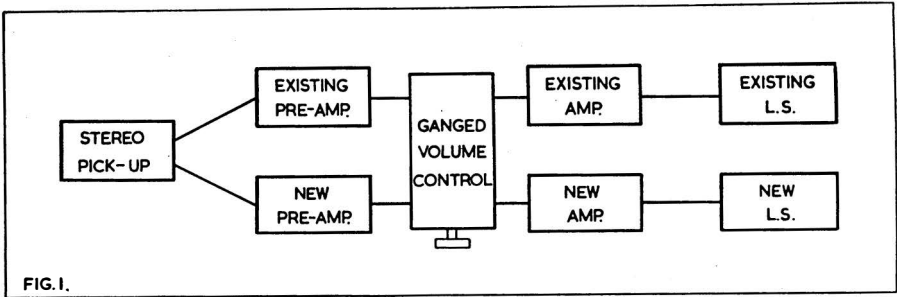 STEREO
PICK-UP
EXISTING
PRE-AMP.
NEW
PRE-AMP.
GANGED
VOLUME
CONTROL
EXISTING
AMP.
NEW
AMP.
EXISTING
L.S.
NEW
L.S.
FIG.1.